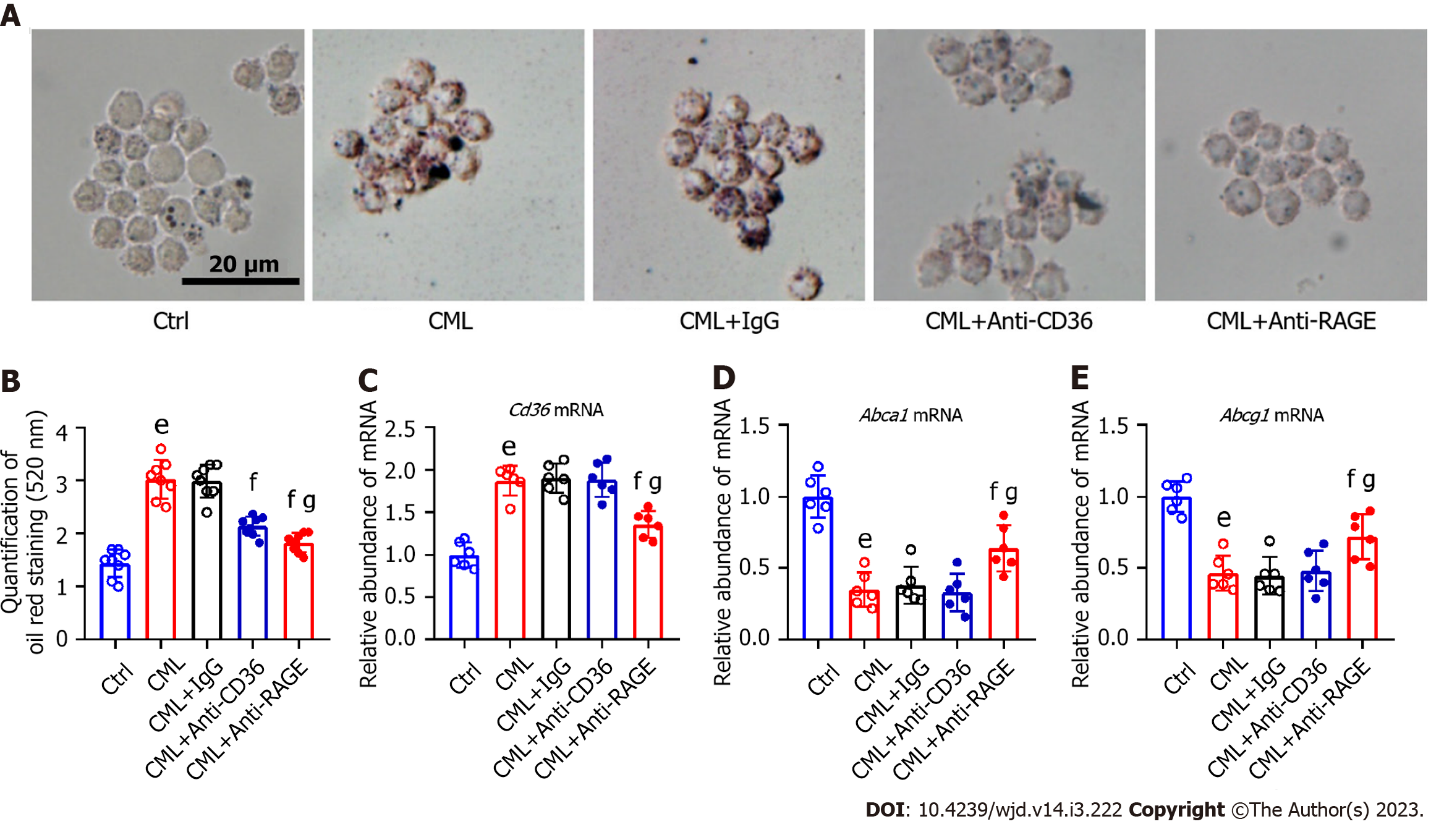 A
20 μm
Ctrl
CML
CML+IgG
CML+Anti-CD36
CML+Anti-RAGE
B
Quantification of
oil red staining (520 nm)
4
3
2
1
0
e
f
f g
Ctrl
CML
CML+IgG
CML+Anti-CD36
CML+Anti-RAGE
C
Relative abundance of mRNA
Cd36 mRNA
2.5
2.0
1.5
1.0
0.5
0.0
e
f g
Ctrl
CML
CML+IgG
CML+Anti-CD36
CML+Anti-RAGE
D
Relative abundance of mRNA
Abca1 mRNA
1.5
1.0
0.5
0.0
e
f g
Ctrl
CML
CML+IgG
CML+Anti-CD36
CML+Anti-RAGE
E
Relative abundance of mRNA
Abcg1 mRNA
1.5
1.0
0.5
0.0
e
f g
Ctrl
CML
CML+IgG
CML+Anti-CD36
CML+Anti-RAGE
DOI: 10.4239/wjd.v14.i3.222 Copyright ©The Author(s) 2023.